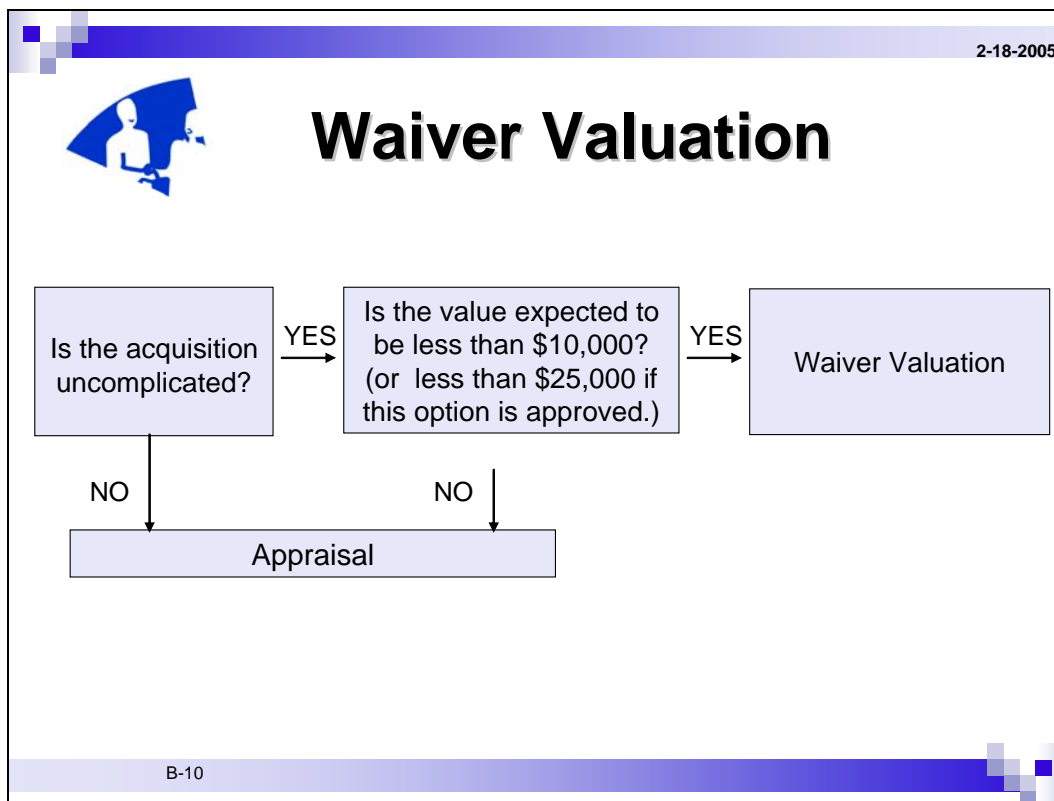 2-18-2005
Waiver Valuation
Is the acquisition
uncomplicated?
YES
Is the value expected to
be less than $10,000?
(or less than $25,000 if
this option is approved.)
YES
Waiver Valuation
NO
NO
Appraisal
B-10